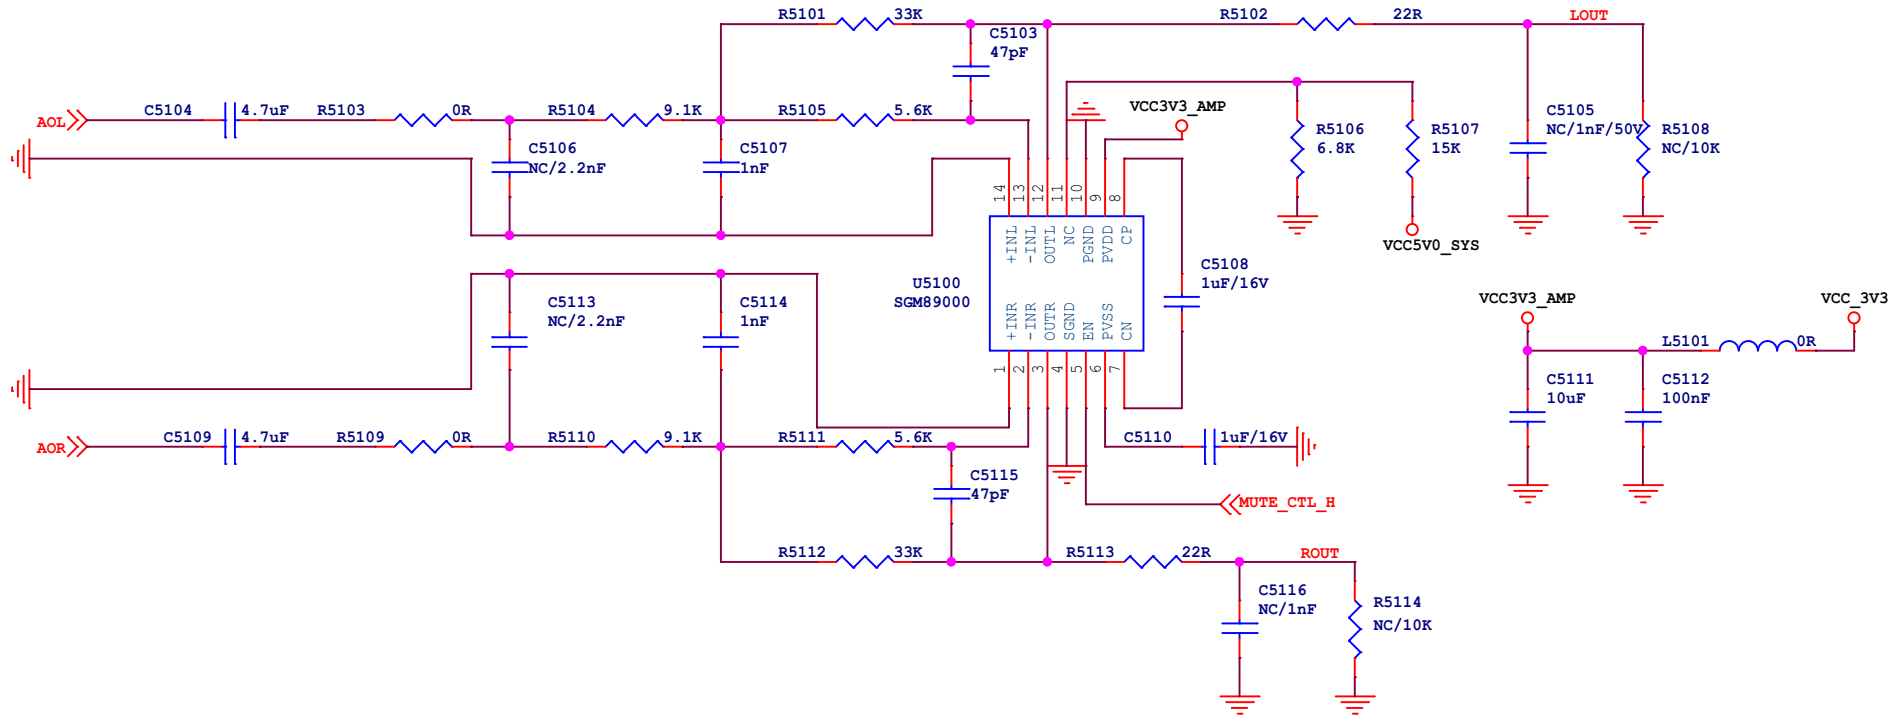 R5101 33K
R5102 22R
LOUT
C5103
47pF
AOL
C5104 4.7uF
R5103 0R
R5104 9.1K
R5105 5.6K
VCC3V3_AMP
C5106
NC/2.2nF
C5107
1nF
R5106
6.8K
R5107
15K
C5105
NC/1nF/50V
R5108
NC/10K
VCC5V0_SYS
14
13
12
11
10
9
8
+INL
-INL
OUTL
NC
PGND
PVDD
CP
U5100
SGM89000
+INR
-INR
OUTR
SGND
EN
PVSS
CN
1
2
3
4
5
6
7
C5108
1uF/16V
C5113
NC/2.2nF
C5114
1nF
VCC3V3_AMP
VCC_3V3
L5101 0R
C5111
10uF
C5112
100nF
AOR
C5109 4.7uF
R5109 0R
R5110 9.1K
R5111 5.6K
C5110 1uF/16V
C5115
47pF
MUTE_CTL_H
R5112 33K
R5113 22R
ROUT
C5116
NC/1nF
R5114
NC/10K